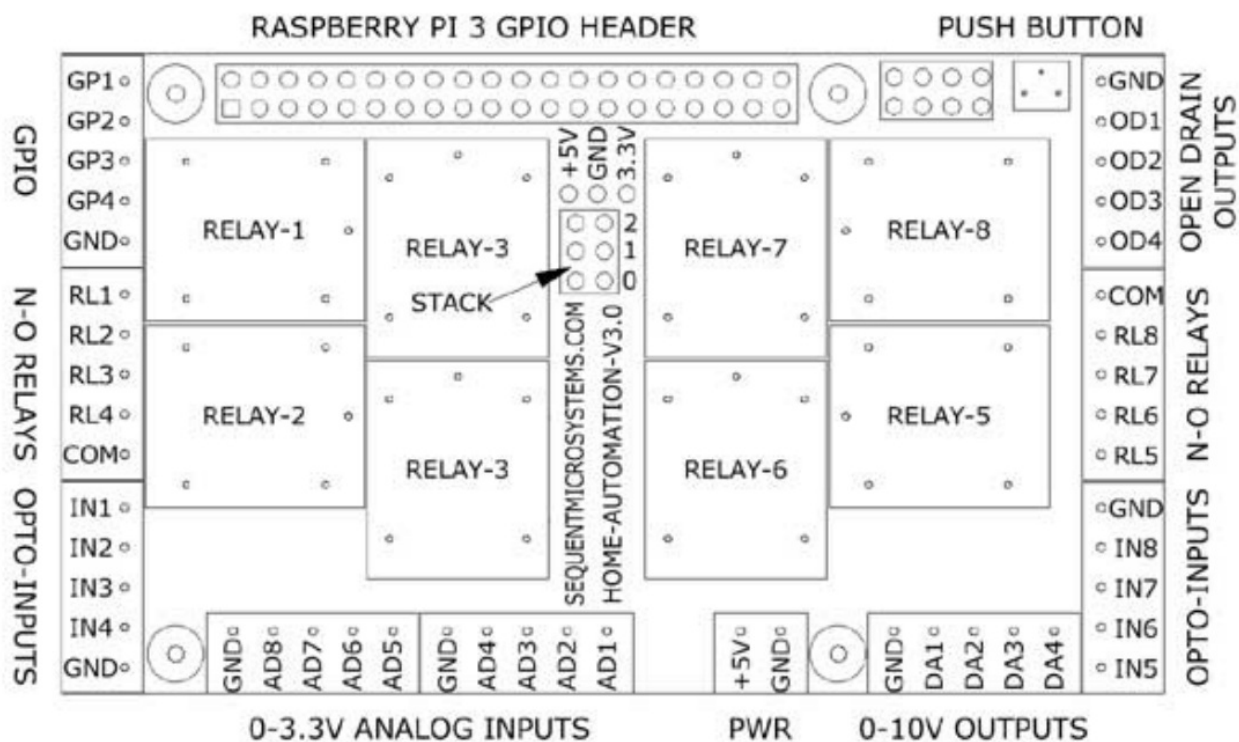 RASPBERRY PI 3 GPIO HEADER
PUSH BUTTON
GPIO
GP1
GP2
GP3
GP4
GND
N-O RELAYS
RL1
RL2
RL3
RL4
COM
OPTO-INPUTS
IN1
IN2
IN3
IN4
GND
RELAY-1
RELAY-2
RELAY-3
RELAY-3
+5V
GND
3.3V
2
1
0
STACK
SEQUENTMICROSYSTEMS.COM
HOME-AUTOMATION-V3.0
RELAY-7
RELAY-6
RELAY-8
RELAY-5
GND
OD1
OD2
OD3
OD4
OPEN DRAIN
OUTPUTS
COM
RL8
RL7
RL6
RL5
N-O RELAYS
GND
IN8
IN7
IN6
IN5
OPTO-INPUTS
GND
AD8
AD7
AD6
AD5
GND
AD4
AD3
AD2
AD1
+5V
GND
GND
DA1
DA2
DA3
DA4
0-3.3V ANALOG INPUTS
PWR
0-10V OUTPUTS